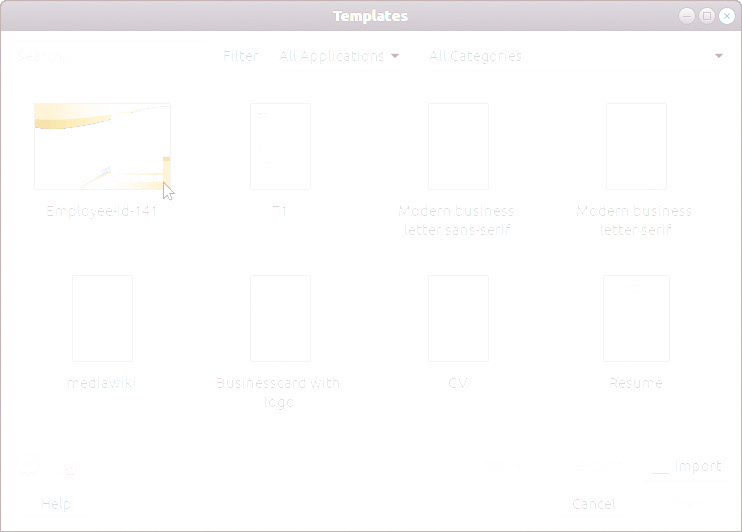 Templates
Search...
Filter
All Applications
All Categories
Employee-id-141
T1
Modern business
letter sans-serif
Modern business
letter serif
mediawiki
Businesscard with
logo
CV
Resume
Import
Help
Cancel